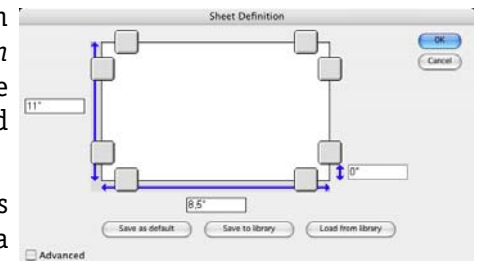 n
Sheet Definition
n
OK
e
Cancel
11"
d
0"
s
8,5"
a
Save as default
Save to library
Load from library
Advanced